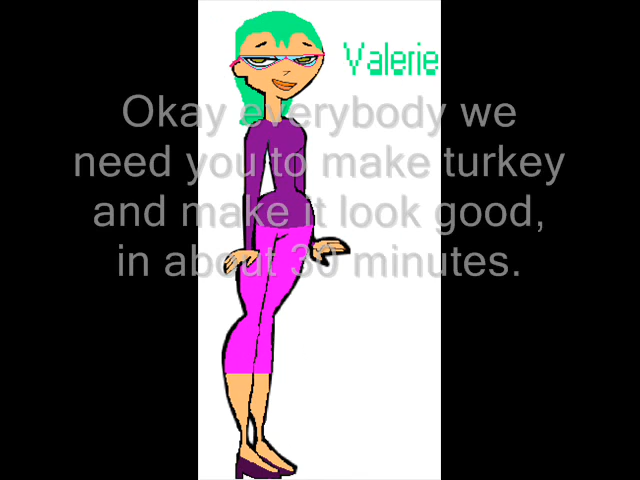 Valerie
Okay everybody we
need you to make turkey
and make it look good,
in about 30 minutes.